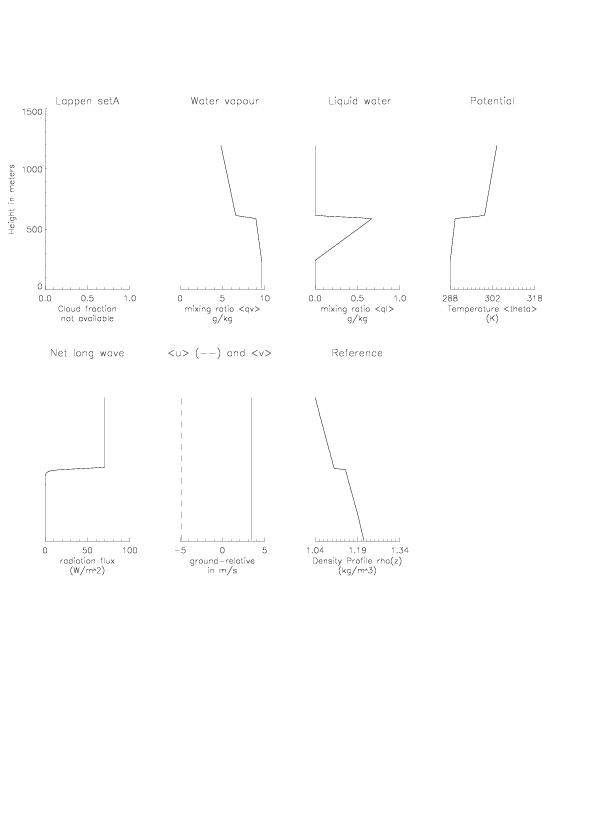 Lappen setA
Water vapour
Liquid water
Potential
1500
1000
500
0
Height in meters
0.0 0.5 1.0
Cloud fraction
not available
0 5 10
mixing ratio <qv>
g/kg
0.0 0.5 1.0
mixing ratio <ql>
g/kg
288 302 318
Temperature <theta>
(K)
Net long wave
<u> (--) and <v>
Reference
0 50 100
radiation flux
(W/m^2)
-5 0 5
ground-relative
in m/s
1.04 1.19 1.34
Density Profile rho(z)
(kg/m^3)